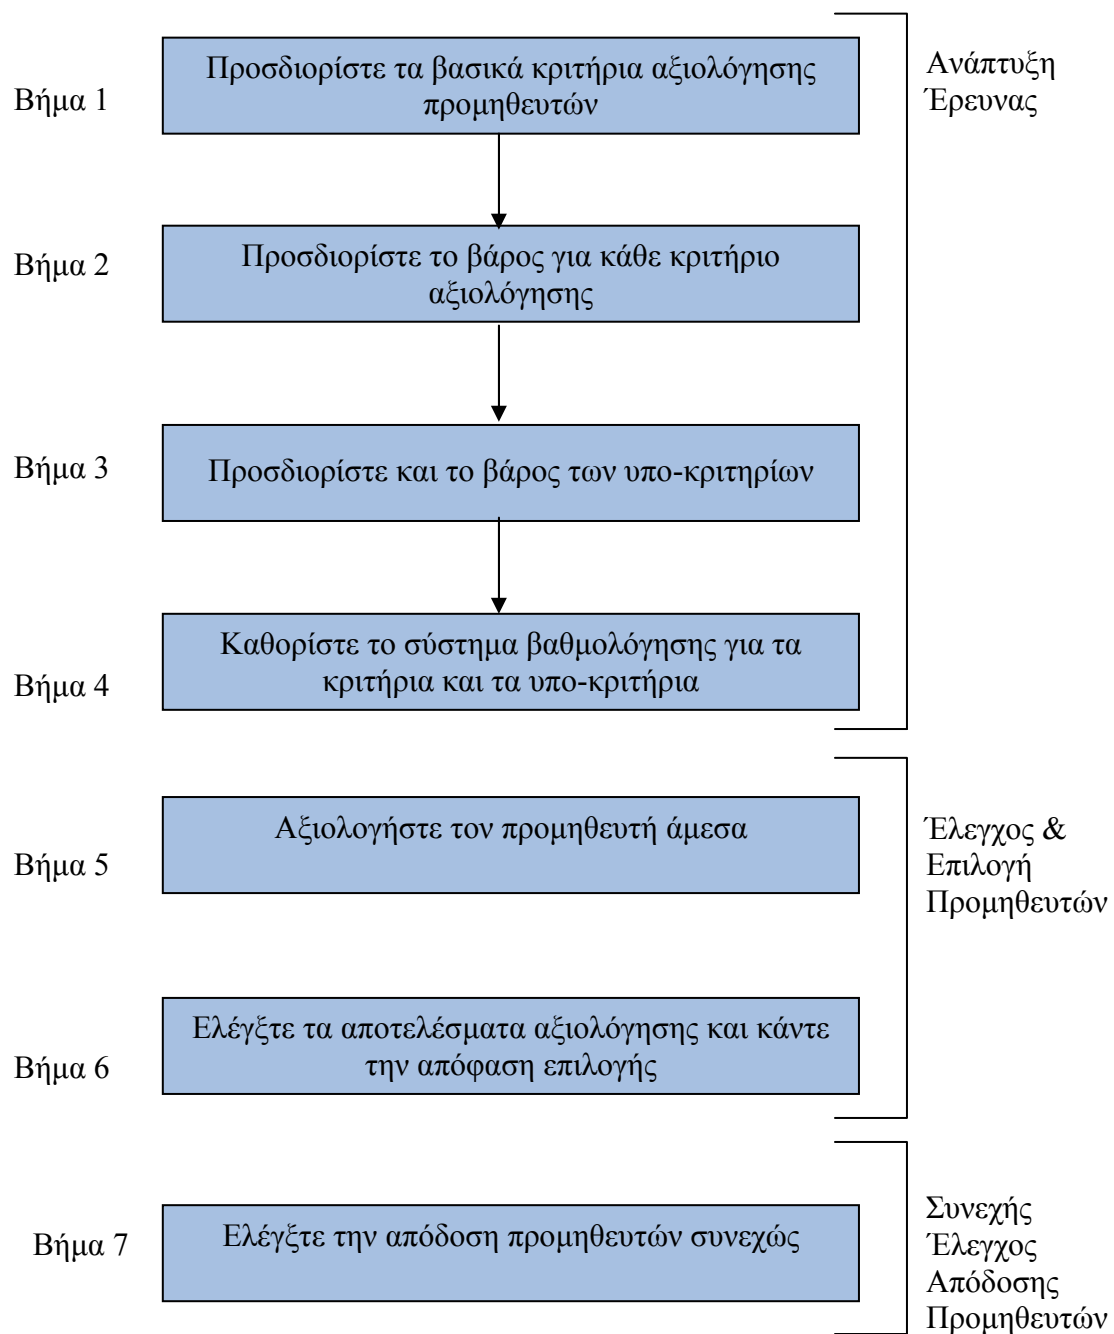 Βήμα 1
Προσδιορίστε τα βασικά κριτήρια αξιολόγησης
προμηθευτών
Ανάπτυξη
Έρευνας
Βήμα 2
Προσδιορίστε το βάρος για κάθε κριτήριο
αξιολόγησης
Βήμα 3
Προσδιορίστε και το βάρος των υπο-κριτηρίων
Βήμα 4
Καθορίστε το σύστημα βαθμολόγησης για τα
κριτήρια και τα υπο-κριτήρια
Βήμα 5
Αξιολογήστε τον προμηθευτή άμεσα
Έλεγχος &
Επιλογή
Προμηθευτών
Βήμα 6
Ελέγξτε τα αποτελέσματα αξιολόγησης και κάντε
την απόφαση επιλογής
Βήμα 7
Ελέγξτε την απόδοση προμηθευτών συνεχώς
Συνεχής
Έλεγχος
Απόδοσης
Προμηθευτών